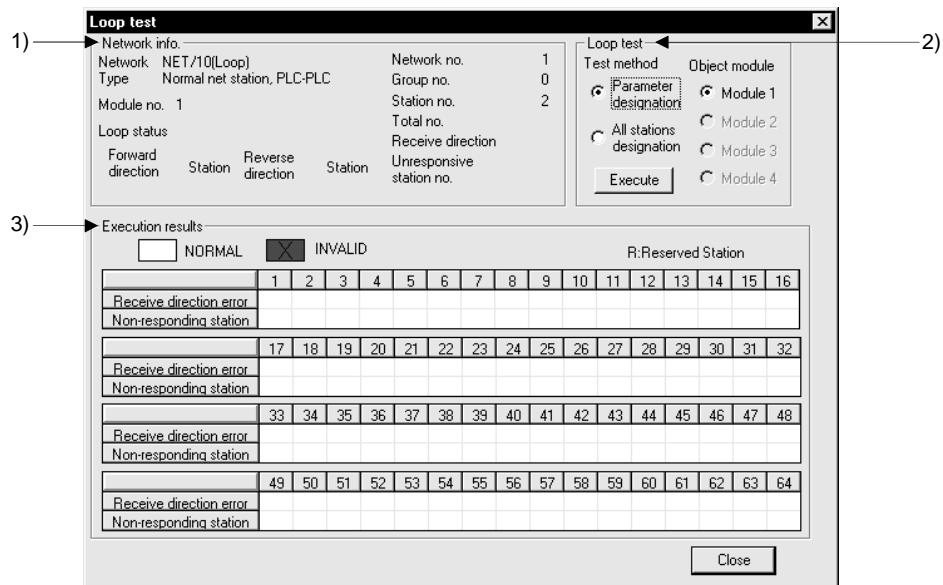 Loop test
1)
Network info.
Network NET/10(Loop)
Type Normal net station, PLC-PLC
Module no. 1
Loop status
Forward direction Station Reverse direction Station
Network no. 1
Group no. 0
Station no. 2
Total no.
Receive direction
Unresponsive
station no.
2)
Loop test
Test method Object module
Parameter
designation
All stations
designation
Execute
Module 1
Module 2
Module 3
Module 4
3)
Execution results
NORMAL X INVALID R:Reserved Station
1 2 3 4 5 6 7 8 9 10 11 12 13 14 15 16
Receive direction error
Non-responding station
17 18 19 20 21 22 23 24 25 26 27 28 29 30 31 32
Receive direction error
Non-responding station
33 34 35 36 37 38 39 40 41 42 43 44 45 46 47 48
Receive direction error
Non-responding station
49 50 51 52 53 54 55 56 57 58 59 60 61 62 63 64
Receive direction error
Non-responding station
Close